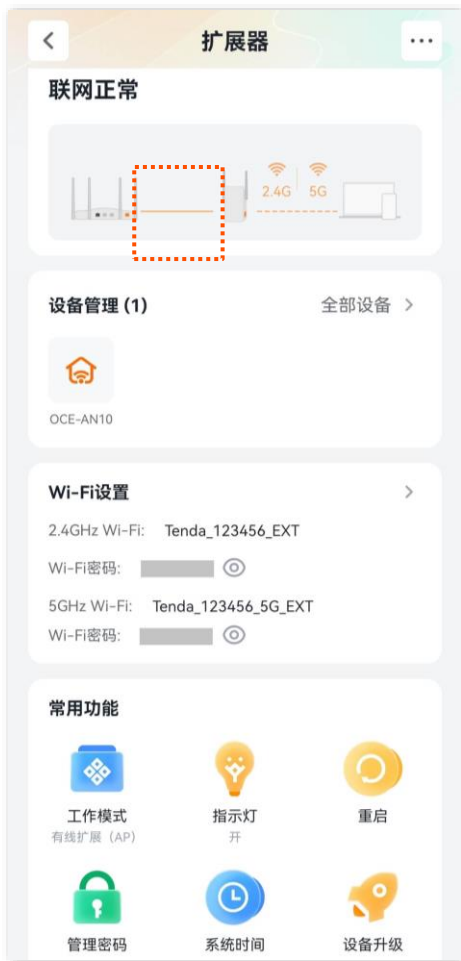 扩展器
联网正常
2.4G 5G
设备管理 (1) 全部设备
OCE-AN10
Wi-Fi设置
2.4GHz Wi-Fi: Tenda_123456_EXT
Wi-Fi密码:
5GHz Wi-Fi: Tenda_123456_5G_EXT
Wi-Fi密码:
常用功能
工作模式 指示灯 重启
有线扩展（AP） 开
管理密码 系统时间 设备升级